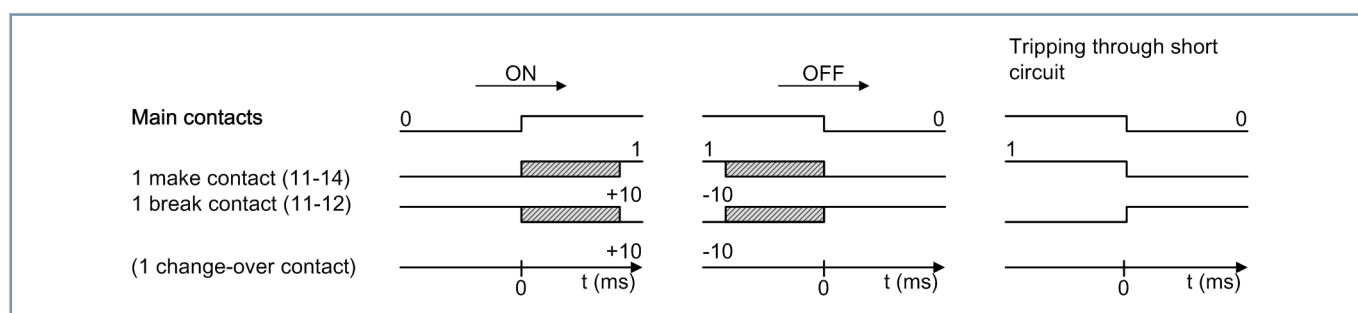 ON
OFF
Tripping through short
circuit
Main contacts
0
0
0
1
1
1
1 make contact (11-14)
+10
-10
1 break contact (11-12)
+10
-10
(1 change-over contact)
0
t (ms)
0
t (ms)
0
t (ms)